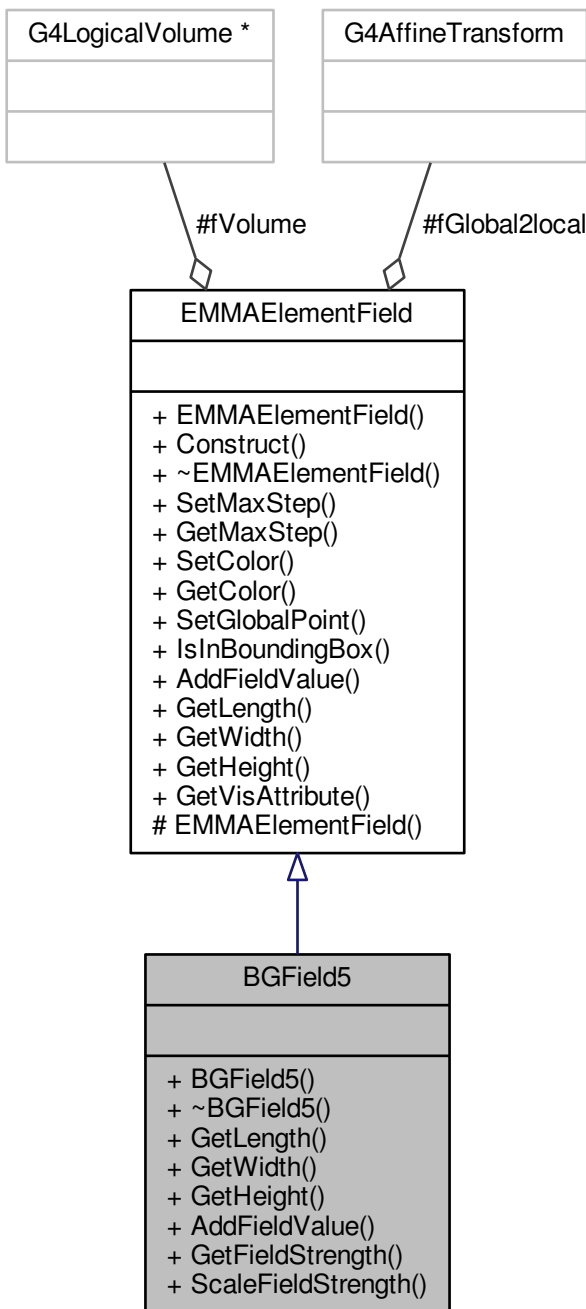 G4LogicalVolume *
G4AffineTransform
#fVolume
#fGlobal2local
EMMAElementField
+ EMMAElementField()
+ Construct()
+ ~EMMAElementField()
+ SetMaxStep()
+ GetMaxStep()
+ SetColor()
+ GetColor()
+ SetGlobalPoint()
+ IsInBoundingBox()
+ AddFieldValue()
+ GetLength()
+ GetWidth()
+ GetHeight()
+ GetVisAttribute()
# EMMAElementField()
BGField5
+ BGField5()
+ ~BGField5()
+ GetLength()
+ GetWidth()
+ GetHeight()
+ AddFieldValue()
+ GetFieldStrength()
+ ScaleFieldStrength()